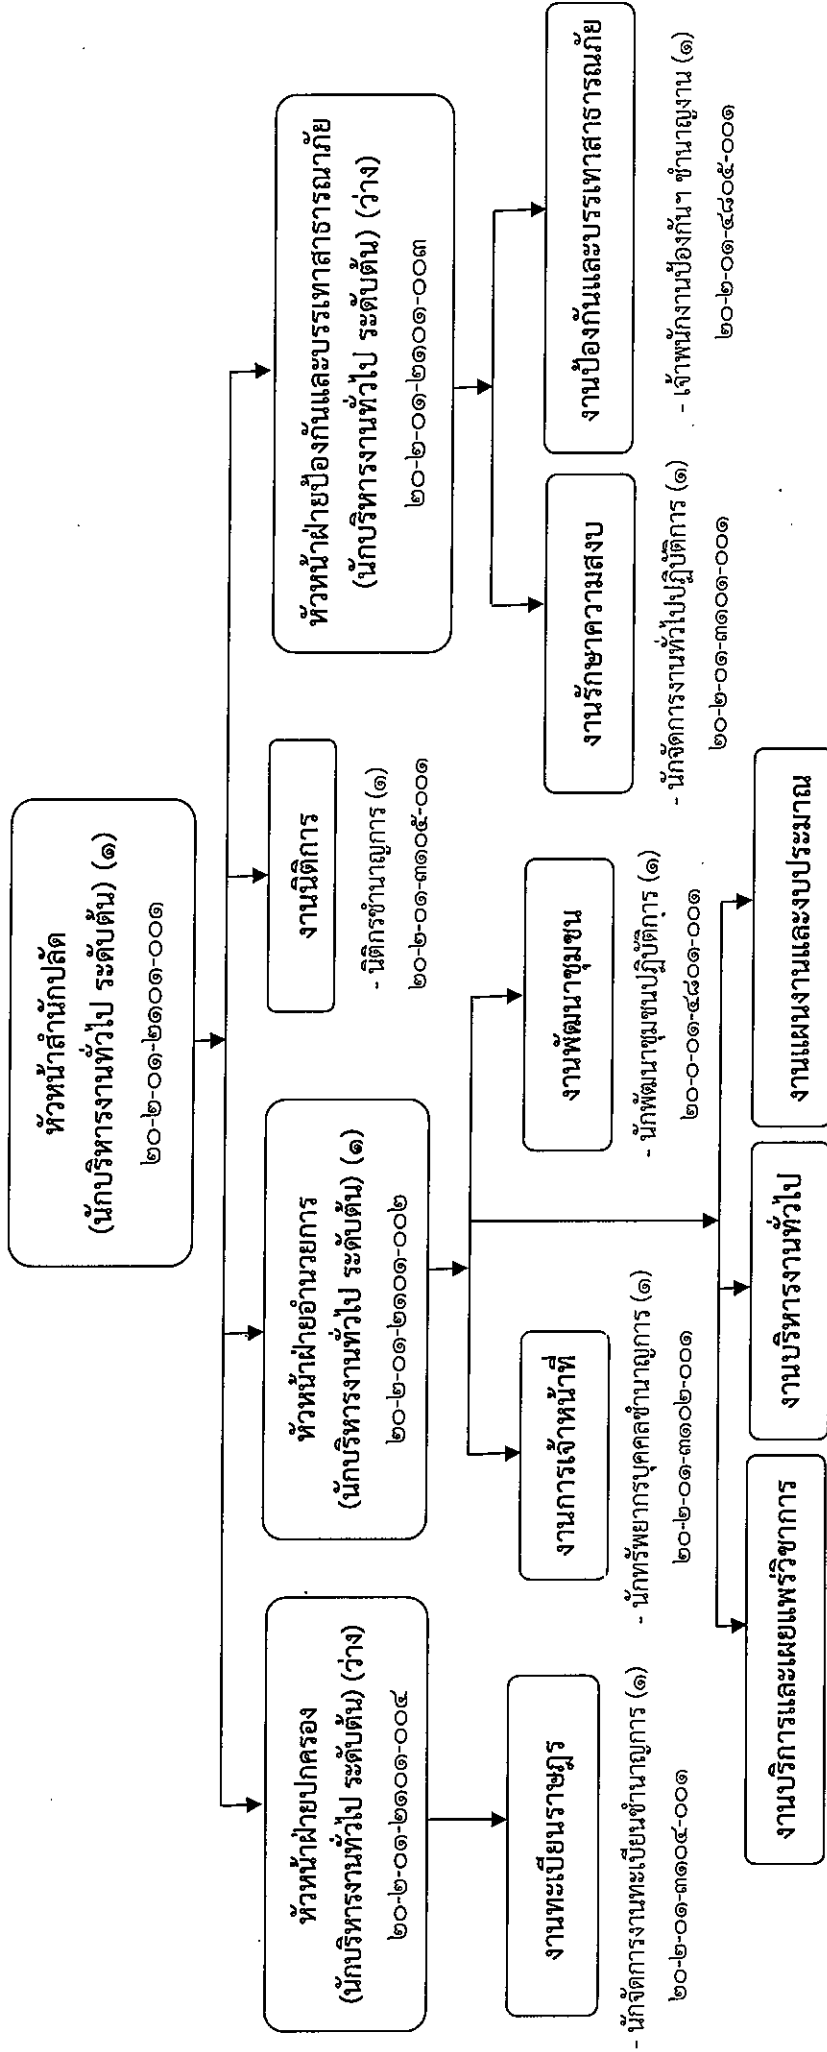 หัวหน้าสำนักปลัด
(นักบริหารงานทั่วไป ระดับต้น) (๑)
๒๐-๒-๐๑-๒๑๐๑-๐๐๑
หัวหน้าฝ่ายปกครอง
(นักบริหารงานทั่วไป ระดับต้น) (ว่าง)
๒๐-๒-๐๑-๒๑๐๑-๐๐๔
หัวหน้าฝ่ายอำนวยการ
(นักบริหารงานทั่วไป ระดับต้น) (๑)
๒๐-๒-๐๑-๒๑๐๑-๐๐๒
งานนิติการ
- นิติกรชำนาญการ (๑)
๒๐-๒-๐๑-๓๑๐๕-๐๐๑
หัวหน้าฝ่ายป้องกันและบรรเทาสาธารณาภัย
(นักบริหารงานทั่วไป ระดับต้น) (ว่าง)
๒๐-๒-๐๑-๒๑๐๑-๐๐๓
งานทะเบียนราษฎร
- นักจัดการงานทะเบียนชำนาญการ (๑)
๒๐-๒-๐๑-๓๑๐๔-๐๐๑
งานการเจ้าหน้าที่
- นักทรัพยากรบุคคลชำนาญการ (๑)
๒๐-๒-๐๑-๓๑๐๒-๐๐๑
งานพัฒนาชุมชน
- นักพัฒนาชุมชนปฏิบัติการ (๑)
๒๐-๐-๐๑-๔๘๐๑-๐๐๑
งานรักษาความสงบ
- นักจัดการงานทั่วไปปฏิบัติการ (๑)
๒๐-๒-๐๑-๓๑๐๑-๐๐๑
งานป้องกันและบรรเทาสาธารณภัย
- เจ้าพนักงานป้องกันฯ ชำนาญงาน (๑)
๒๐-๒-๐๑-๔๘๐๕-๐๐๑
งานบริการและเผยแพร่วิชาการ
งานบริหารงานทั่วไป
งานแผนงานและงบประมาณ